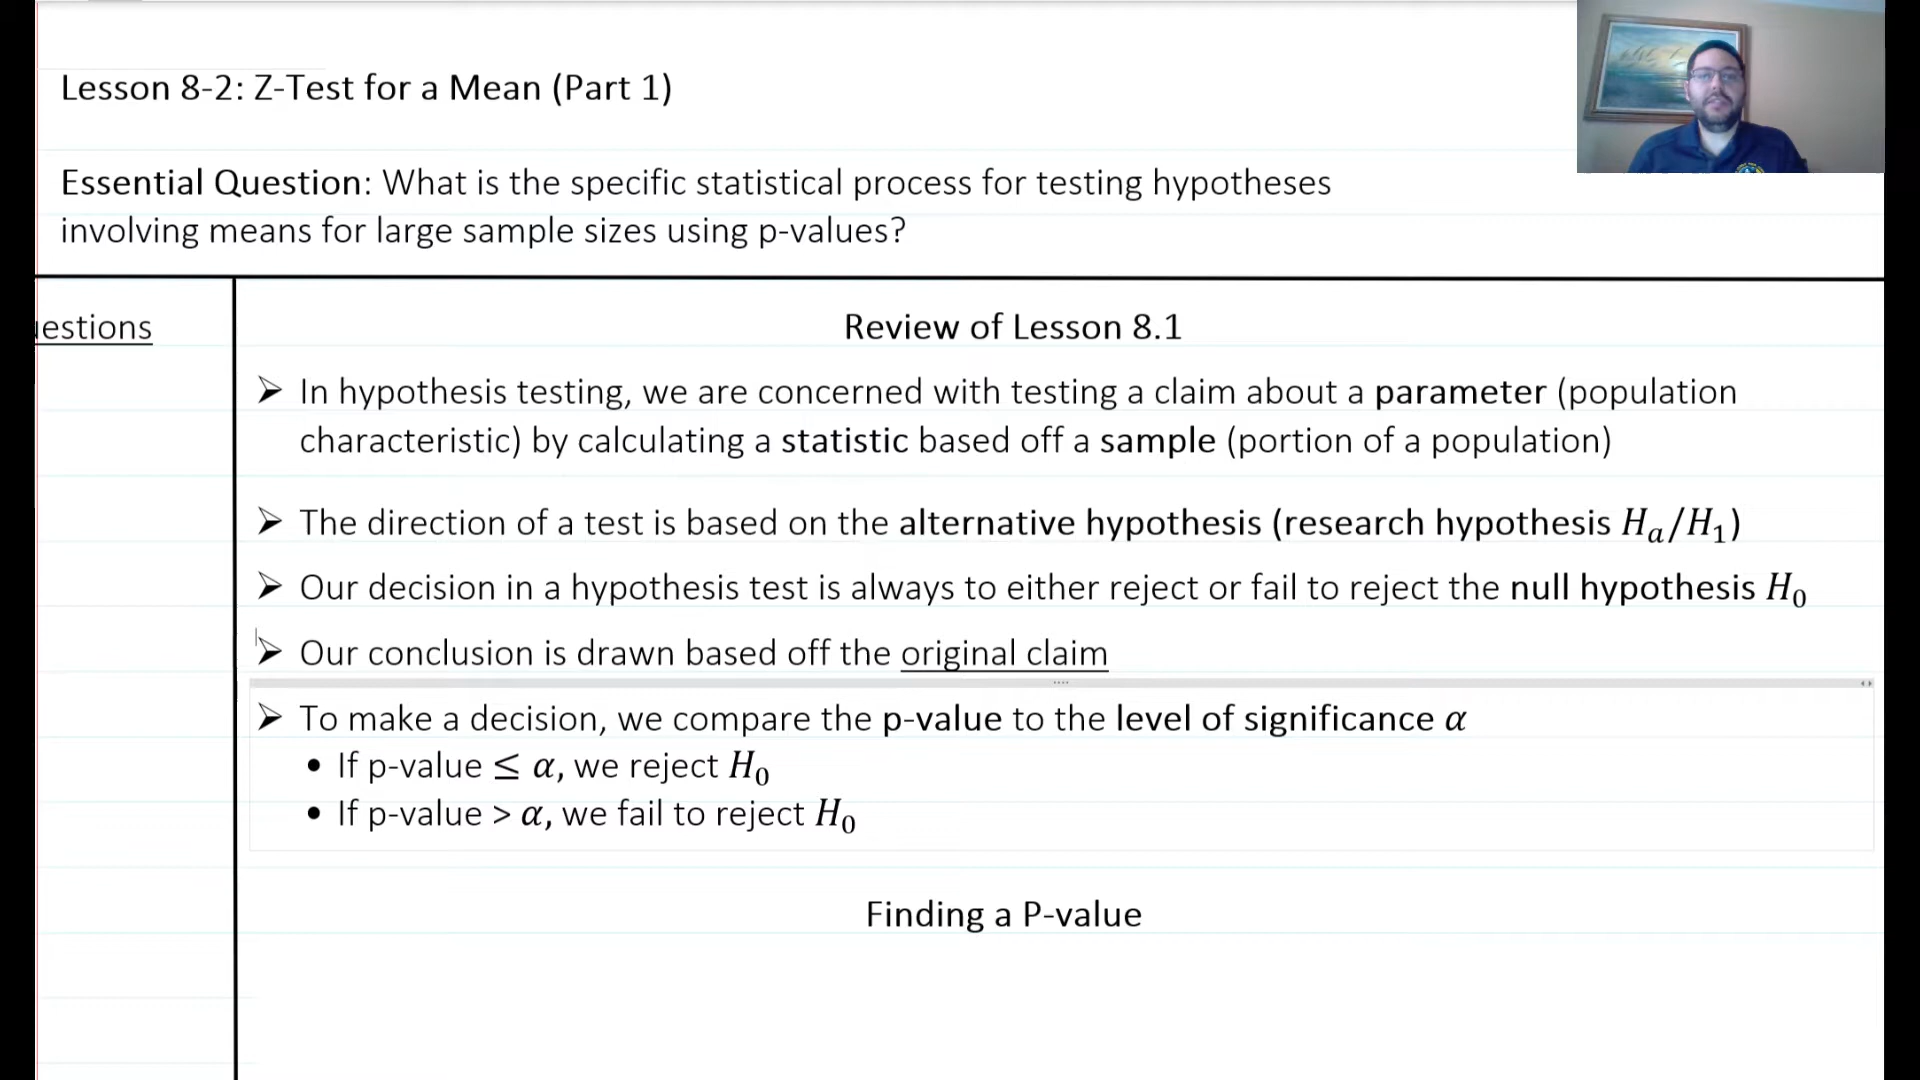 Lesson 8-2: Z-Test for a Mean (Part 1)
Essential Question: What is the specific statistical process for testing hypotheses
involving means for large sample sizes using p-values?
uestions
Review of Lesson 8.1
➢ In hypothesis testing, we are concerned with testing a claim about a parameter (population
characteristic) by calculating a statistic based off a sample (portion of a population)
➢ The direction of a test is based on the alternative hypothesis (research hypothesis Hₐ/H₁)
➢ Our decision in a hypothesis test is always to either reject or fail to reject the null hypothesis H₀
➢ Our conclusion is drawn based off the original claim
➢ To make a decision, we compare the p-value to the level of significance α
• If p-value ≤ α, we reject H₀
• If p-value > α, we fail to reject H₀
Finding a P-value